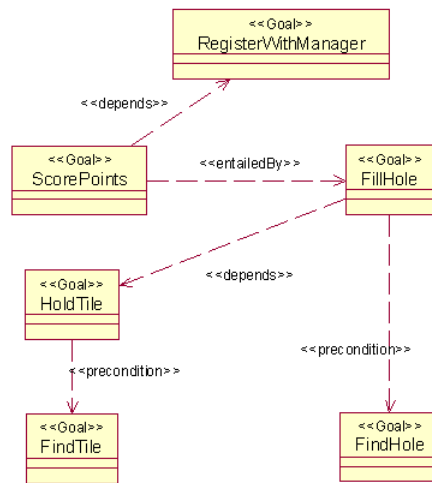 <<Goal>>
RegisterWithManager
<<depends>>
<<Goal>>
ScorePoints
<<entailedBy>>
<<Goal>>
FillHole
<<depends>>
<<Goal>>
HoldTile
<<precondition>>
<<precondition>>
<<Goal>>
FindTile
<<Goal>>
FindHole